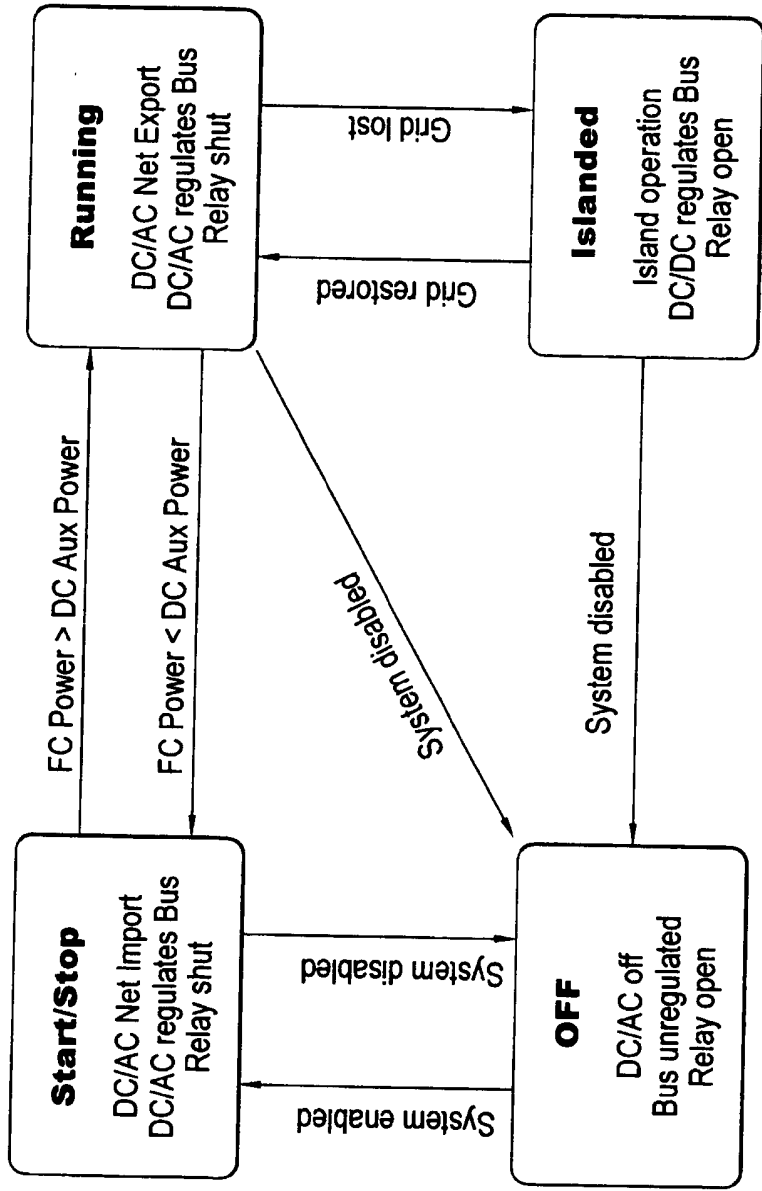 Start/Stop
DC/AC Net Import
DC/AC regulates Bus
Relay shut
FC Power > DC Aux Power
FC Power < DC Aux Power
Running
DC/AC Net Export
DC/AC regulates Bus
Relay shut
System enabled
System disabled
System disabled
Grid restored
Grid lost
OFF
DC/AC off
Bus unregulated
Relay open
System disabled
Islanded
Island operation
DC/DC regulates Bus
Relay open